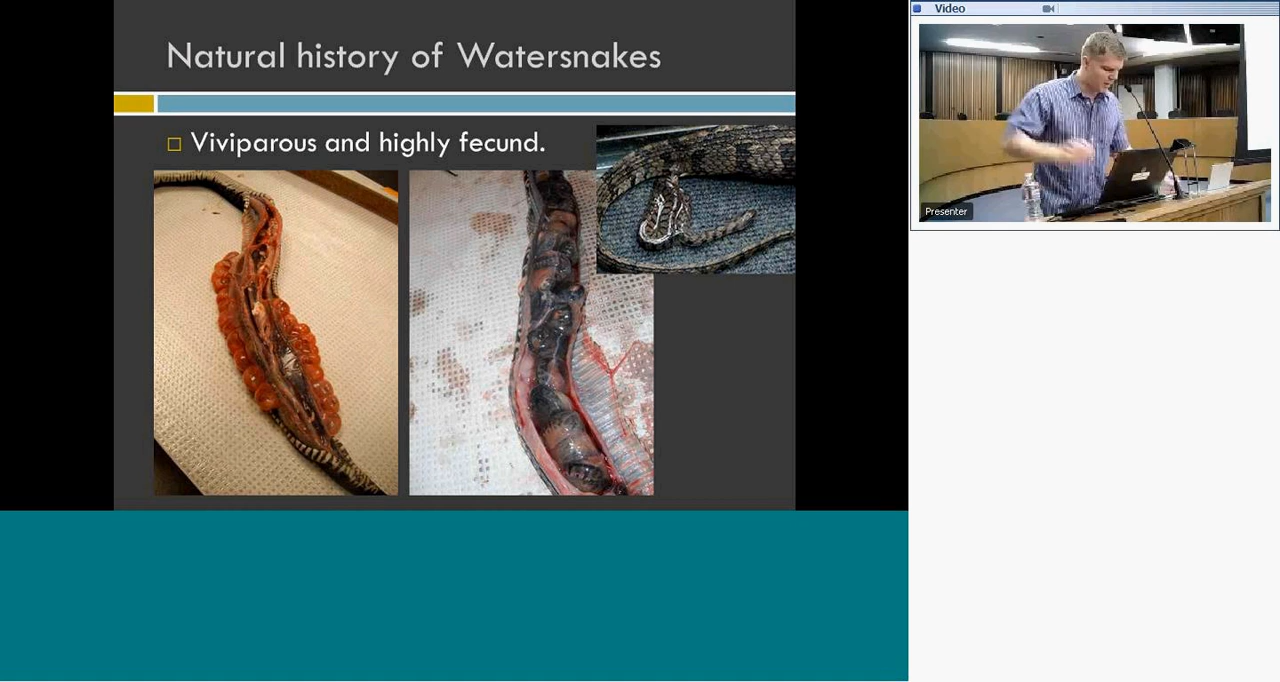 Natural history of Watersnakes
Viviparous and highly fecund.
Video
Presenter